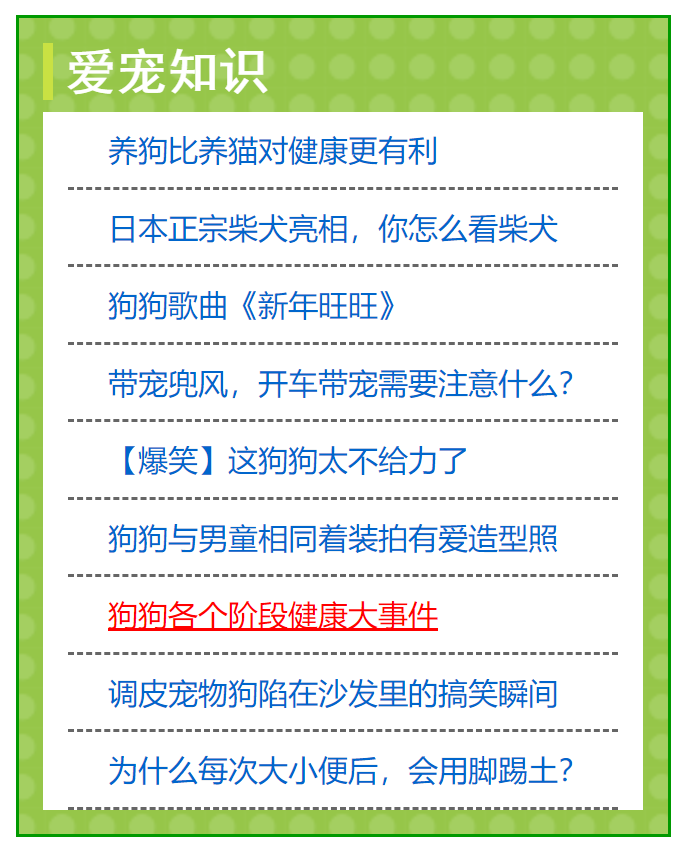 爱宠知识
养狗比养猫对健康更有利
日本正宗柴犬亮相，你怎么看柴犬
狗狗歌曲《新年旺旺》
带宠兜风，开车带宠需要注意什么？
【爆笑】这狗狗太不给力了
狗狗与男童相同着装拍有爱造型照
狗狗各个阶段健康大事件
调皮宠物狗陷在沙发里的搞笑瞬间
为什么每次大小便后，会用脚踢土？